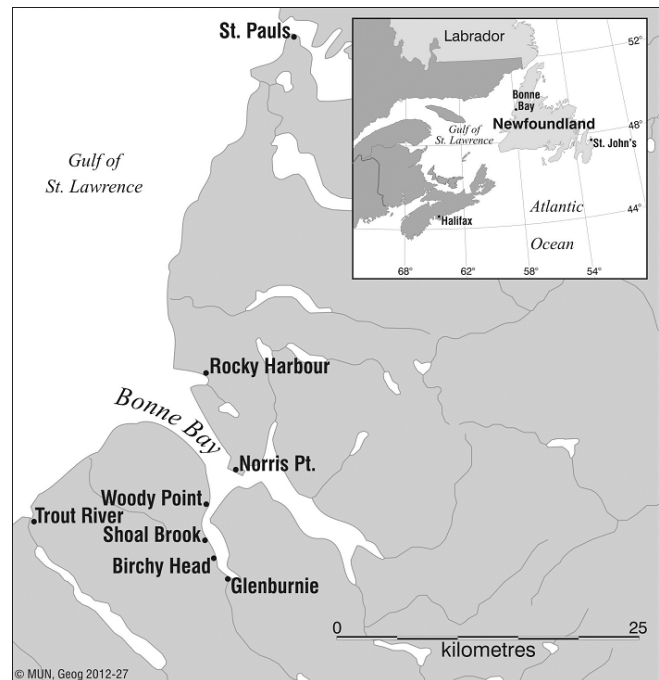 St. Pauls
Gulf of
St. Lawrence
Labrador
52°
Bonne
Bay
Newfoundland
48°
Gulf of
St. Lawrence
St. John's
Atlantic
Ocean
44°
Halifax
68°
62°
58°
54°
Rocky Harbour
Bonne Bay
Norris Pt.
Woody Point
Trout River
Shoal Brook
Birchy Head
Glenburnie
0
25
kilometres
© MUN, Geog 2012-27